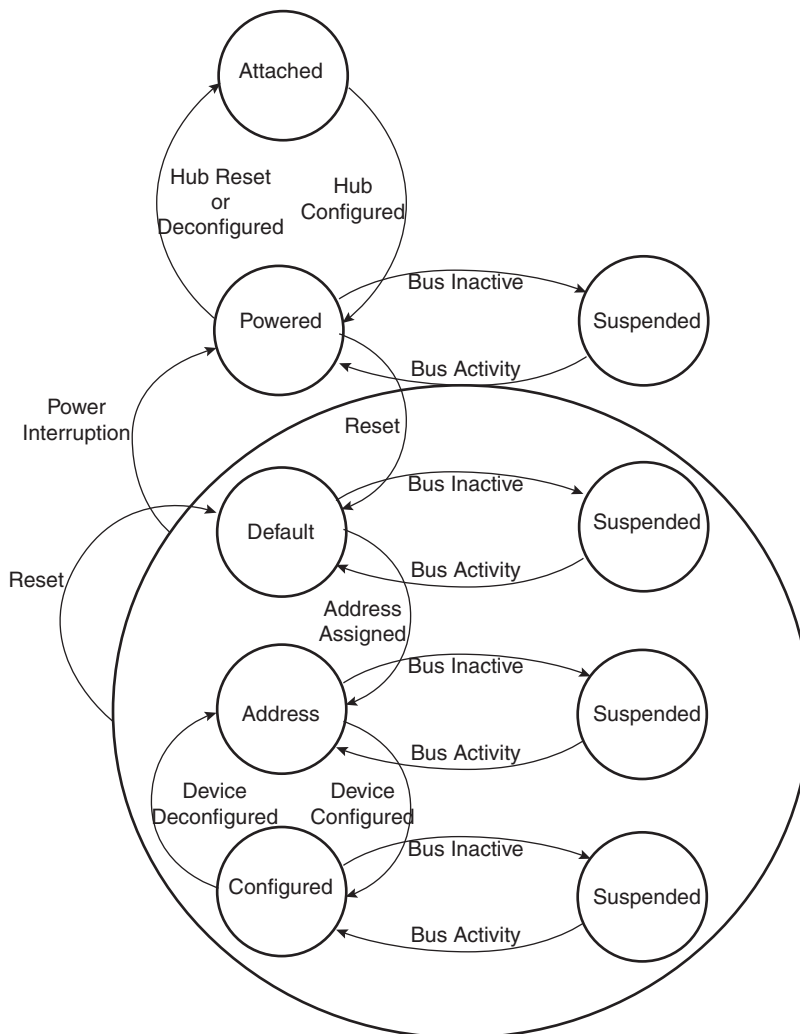 Attached
Hub Reset
or
Deconfigured
Hub
Configured
Powered
Bus Inactive
Suspended
Bus Activity
Power
Interruption
Reset
Default
Bus Inactive
Suspended
Bus Activity
Reset
Address
Assigned
Bus Inactive
Address
Suspended
Bus Activity
Device
Deconfigured
Device
Configured
Bus Inactive
Configured
Suspended
Bus Activity